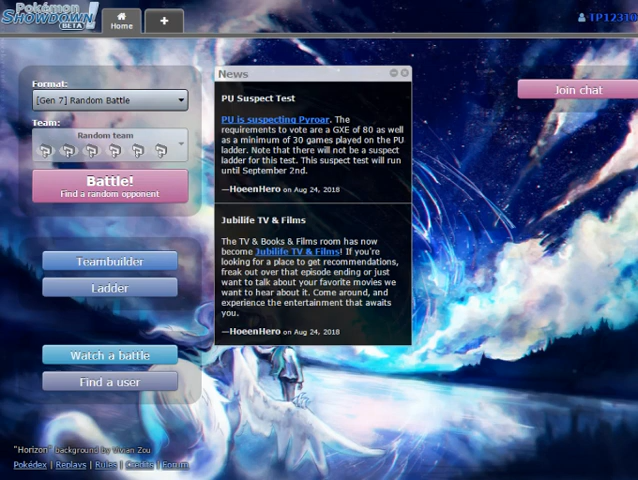 Pokémon
SHOWDOWN!
BETA
Home
TP12310
Format:
[Gen 7] Random Battle
Team:
Random team
Battle!
Find a random opponent
Teambuilder
Ladder
Watch a battle
Find a user
News
PU Suspect Test
PU is suspecting Pyroar. The
requirements to vote are a GXE of 80 as well
as a minimum of 30 games played on the PU
ladder. Note that there will not be a suspect
ladder for this test. This suspect test will run
until September 2nd.
—HoeenHero on Aug 24, 2018
Jubilife TV & Films
The TV & Books & Films room has now
become Jubilife TV & Films! If you're
looking for a place to get recommendations,
freak out over that episode ending or just
want to talk about your favorite movies we
want to hear about it. Come around, and
experience the entertainment that awaits
you.
—HoeenHero on Aug 24, 2018
Join chat
"Horizon" background by Vivian Zou
Pokédex | Replays | Rules | Credits | Forum